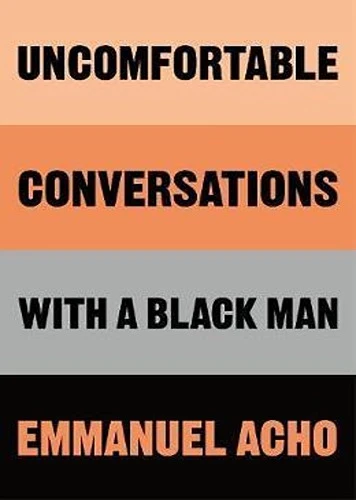 UNCOMFORTABLE
CONVERSATIONS
WITH A BLACK MAN
EMMANUEL ACHO